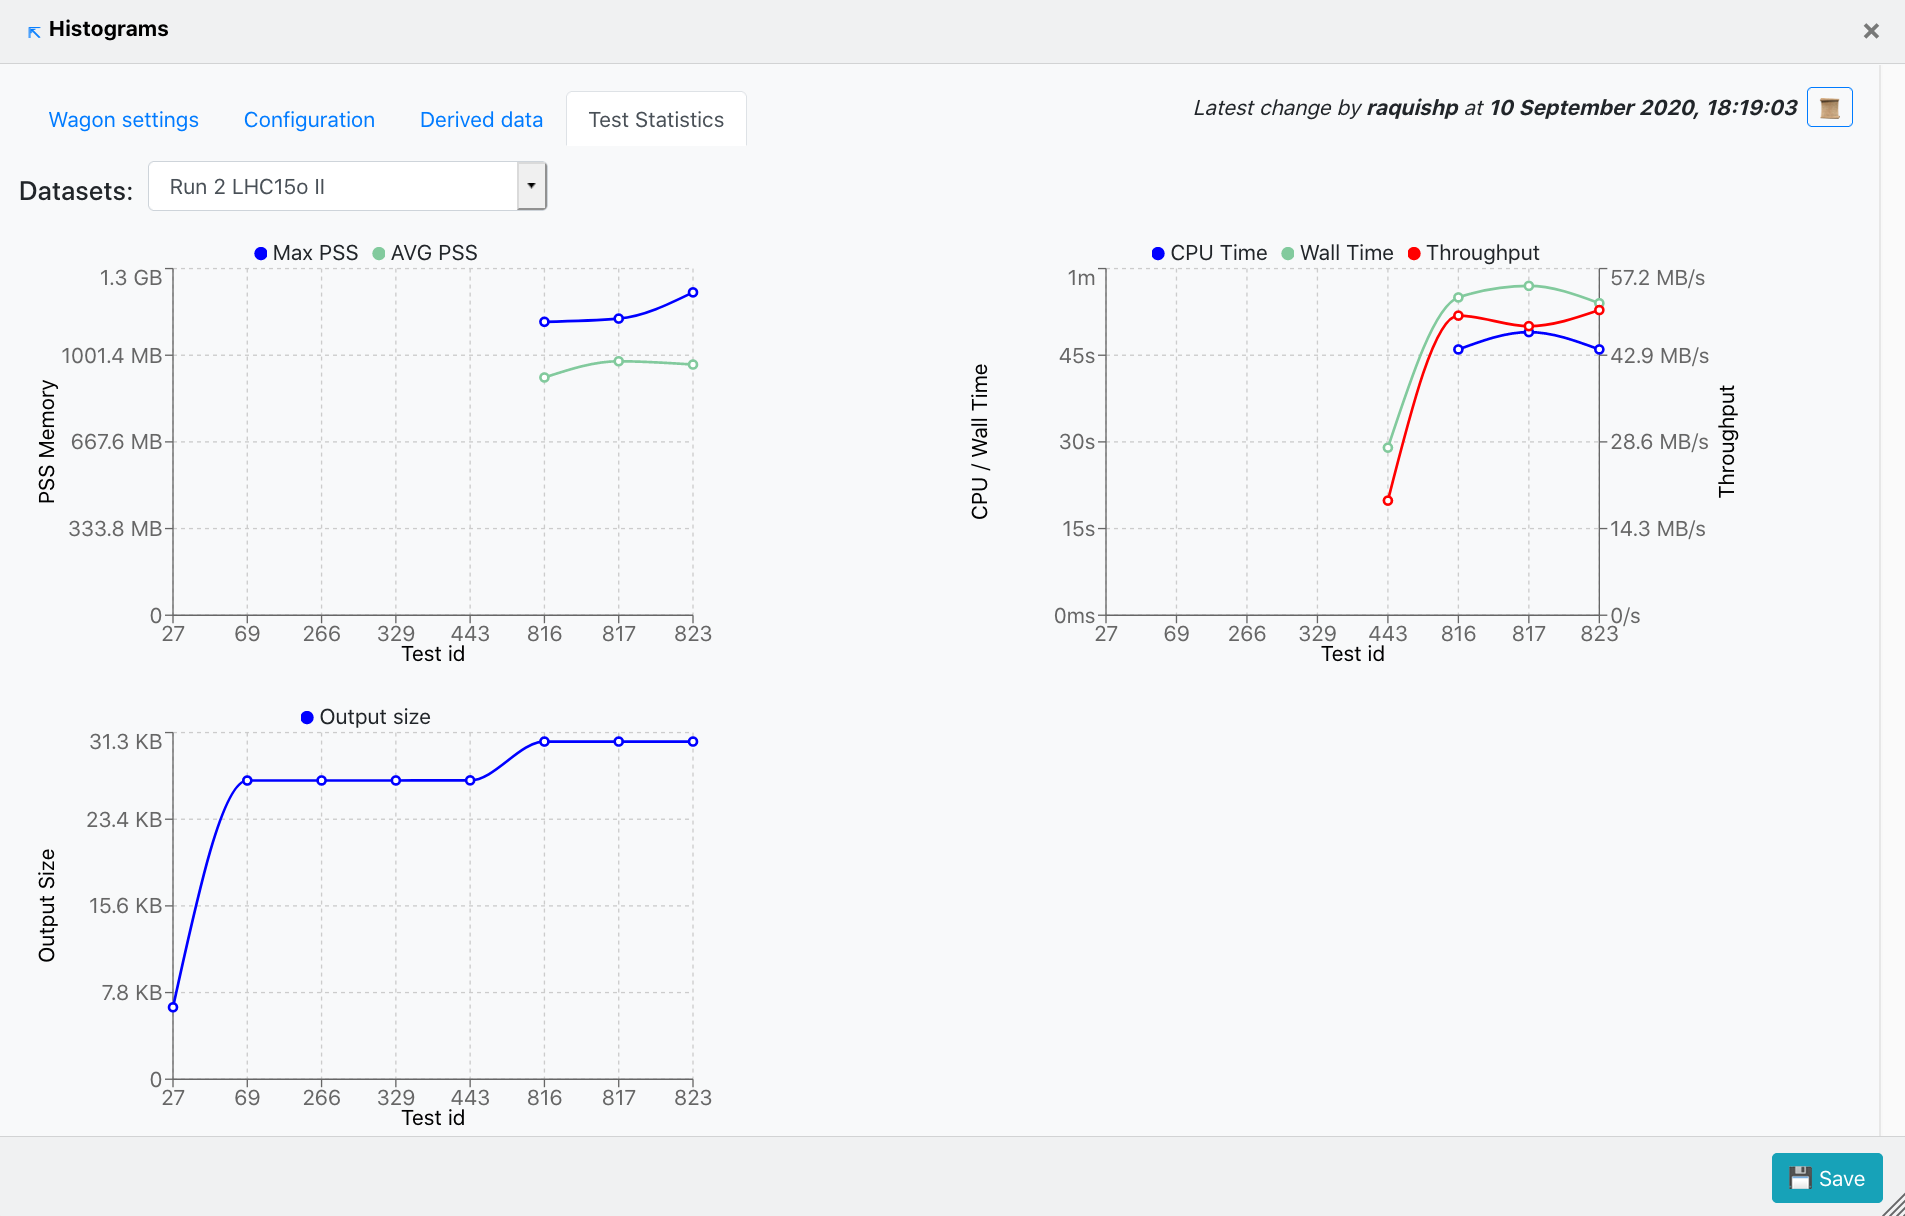 Histograms
×
Wagon settings Configuration Derived data Test Statistics
Latest change by raquishp at 10 September 2020, 18:19:03
Datasets: Run 2 LHC15o II
Max PSS AVG PSS
1.3 GB
1001.4 MB
667.6 MB
333.8 MB
0
PSS Memory
27 69 266 329 443 816 817 823
Test id
CPU Time Wall Time Throughput
1m
45s
30s
15s
0ms
CPU / Wall Time
57.2 MB/s
42.9 MB/s
28.6 MB/s
14.3 MB/s
0/s
Throughput
27 69 266 329 443 816 817 823
Test id
Output size
31.3 KB
23.4 KB
15.6 KB
7.8 KB
0
Output Size
27 69 266 329 443 816 817 823
Test id
Save